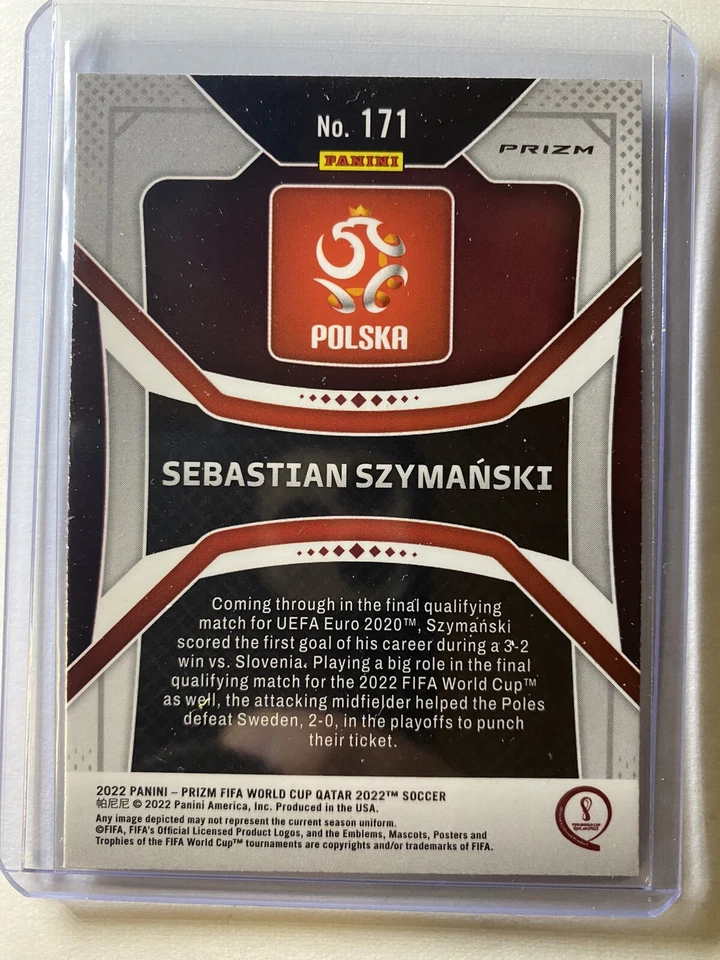 No. 171
PANINI
PRIZM
POLSKA
SEBASTIAN SZYMAŃSKI
Coming through in the final qualifying
match for UEFA Euro 2020™, Szymański
scored the first goal of his career during a 3-2
win vs. Slovenia. Playing a big role in the final
qualifying match for the 2022 FIFA World Cup™
as well, the attacking midfielder helped the Poles
defeat Sweden, 2-0, in the playoffs to punch
their ticket.
2022 PANINI – PRIZM FIFA WORLD CUP QATAR 2022™ SOCCER
帕尼尼 © 2022 Panini America, Inc. Produced in the USA.
Any image depicted may not represent the current season uniform.
©FIFA, FIFA's Official Licensed Product Logos, and the Emblems, Mascots, Posters and
Trophies of the FIFA World Cup™ tournaments are copyrights and/or trademarks of FIFA.